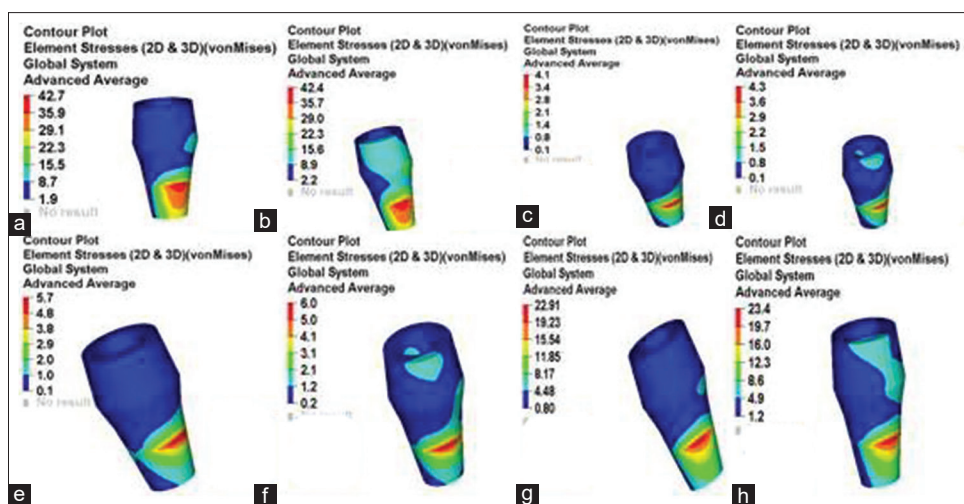 Contour Plot
Element Stresses (2D & 3D)(vonMises)
Global System
Advanced Average
42.7
35.9
29.1
22.3
15.5
8.7
1.9
No result
a
Contour Plot
Element Stresses (2D & 3D)(vonMises)
Global System
Advanced Average
42.4
35.7
29.0
22.3
15.6
8.9
2.2
No result
b
Contour Plot
Element Stresses (2D & 3D)(vonMises)
Global System
Advanced Average
4.1
3.4
2.8
2.1
1.4
0.8
0.1
No result
c
Contour Plot
Element Stresses (2D & 3D)(vonMises)
Global System
Advanced Average
4.3
3.6
2.9
2.2
1.5
0.8
0.1
No result
d
Contour Plot
Element Stresses (2D & 3D)(vonMises)
Global System
Advanced Average
5.7
4.8
3.8
2.9
2.0
1.0
0.1
No result
e
Contour Plot
Element Stresses (2D & 3D)(vonMises)
Global System
Advanced Average
6.0
5.0
4.1
3.1
2.1
1.2
0.2
No result
f
Contour Plot
Element Stresses (2D & 3D)(vonMises)
Global System
Advanced Average
22.91
19.23
15.54
11.85
8.17
4.48
0.80
g
Contour Plot
Element Stresses (2D & 3D)(vonMises)
Global System
Advanced Average
23.4
19.7
16.0
12.3
8.6
4.9
1.2
h